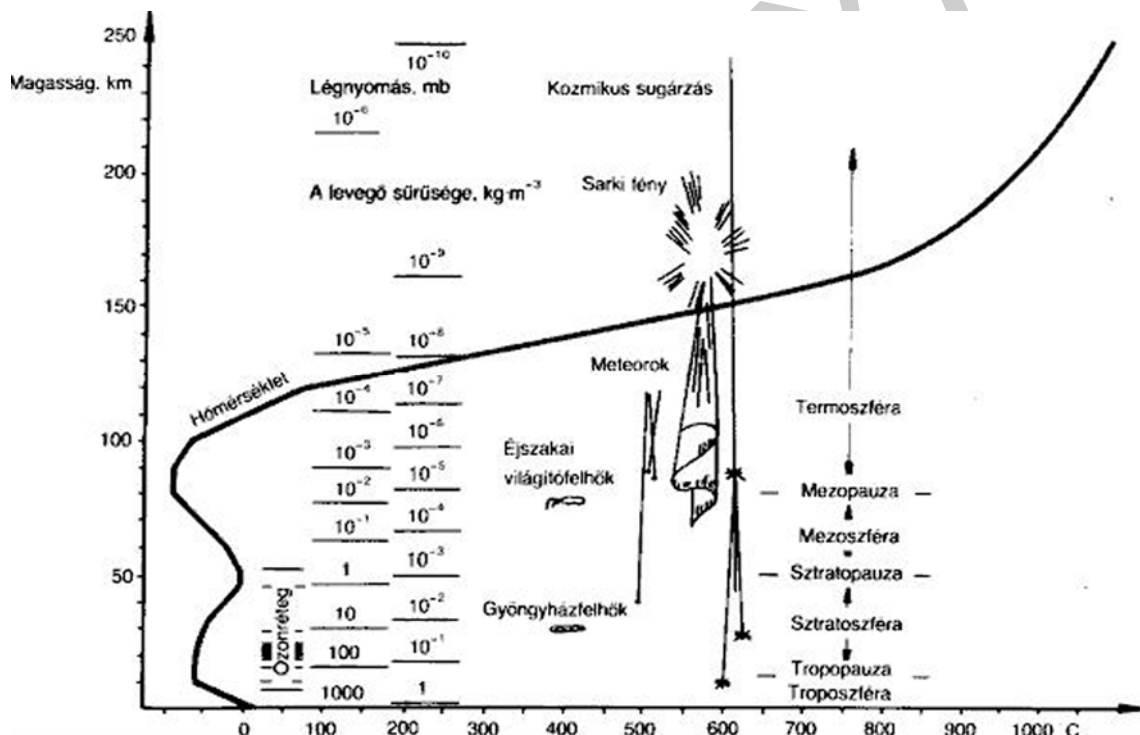 250
Magasság. km
200
150
100
50
Légnyomás, mb
10⁻⁶
10⁻¹⁰
A levegő sűrűsége, kg·m⁻³
10⁻⁹
10⁻⁵
10⁻⁸
10⁻⁴
10⁻⁷
10⁻⁶
10⁻³
10⁻⁵
10⁻²
10⁻⁴
10⁻¹
10⁻³
1
10⁻²
10
10⁻¹
100
1000
1
Hőmérséklet
Ózonréteg
Kozmikus sugárzás
Sarki fény
Meteorok
Éjszakai
világítófelhők
Gyöngyházfelhők
Termoszféra
Mezopauza
Mezoszféra
Sztratopauza
Sztratoszféra
Tropopauza
Troposzféra
0 100 200 300 400 500 600 700 800 900 1000 C